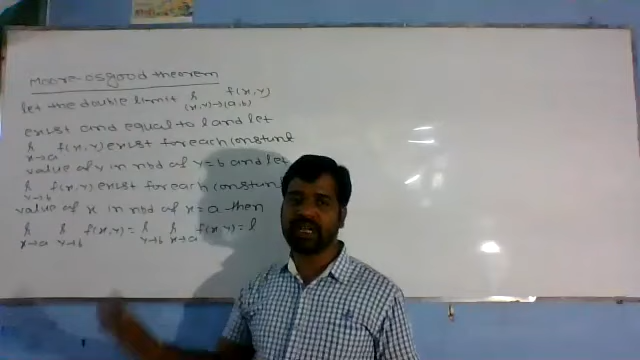 Moore-osgood theorem
let the double limit lt f(x,y)
(x,y)→(a,b)
exist and equal to l and let
lt f(x,y) exist for each constant
x→a
value of y in nbd of y=b and let
lt f(x,y) exist for each constant
y→b
value of x in nbd of x=a then
lt lt f(x,y) = lt lt f(x,y) = l
x→a y→b y→b x→a